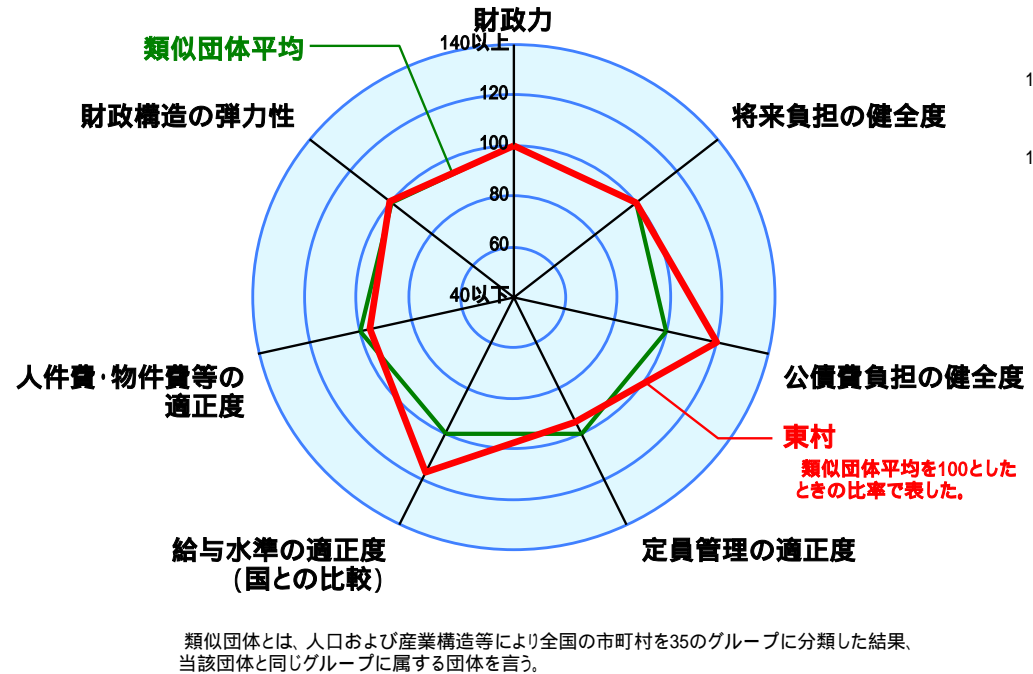 財政力
140以上
類似団体平均
120
財政構造の弾力性
将来負担の健全度
100
80
60
40以下
人件費・物件費等の
適正度
公債費負担の健全度
東村
類似団体平均を100とした
ときの比率で表した。
給与水準の適正度
(国との比較)
定員管理の適正度
類似団体とは、人口および産業構造等により全国の市町村を35のグループに分類した結果、
当該団体と同じグループに属する団体を言う。
1
1